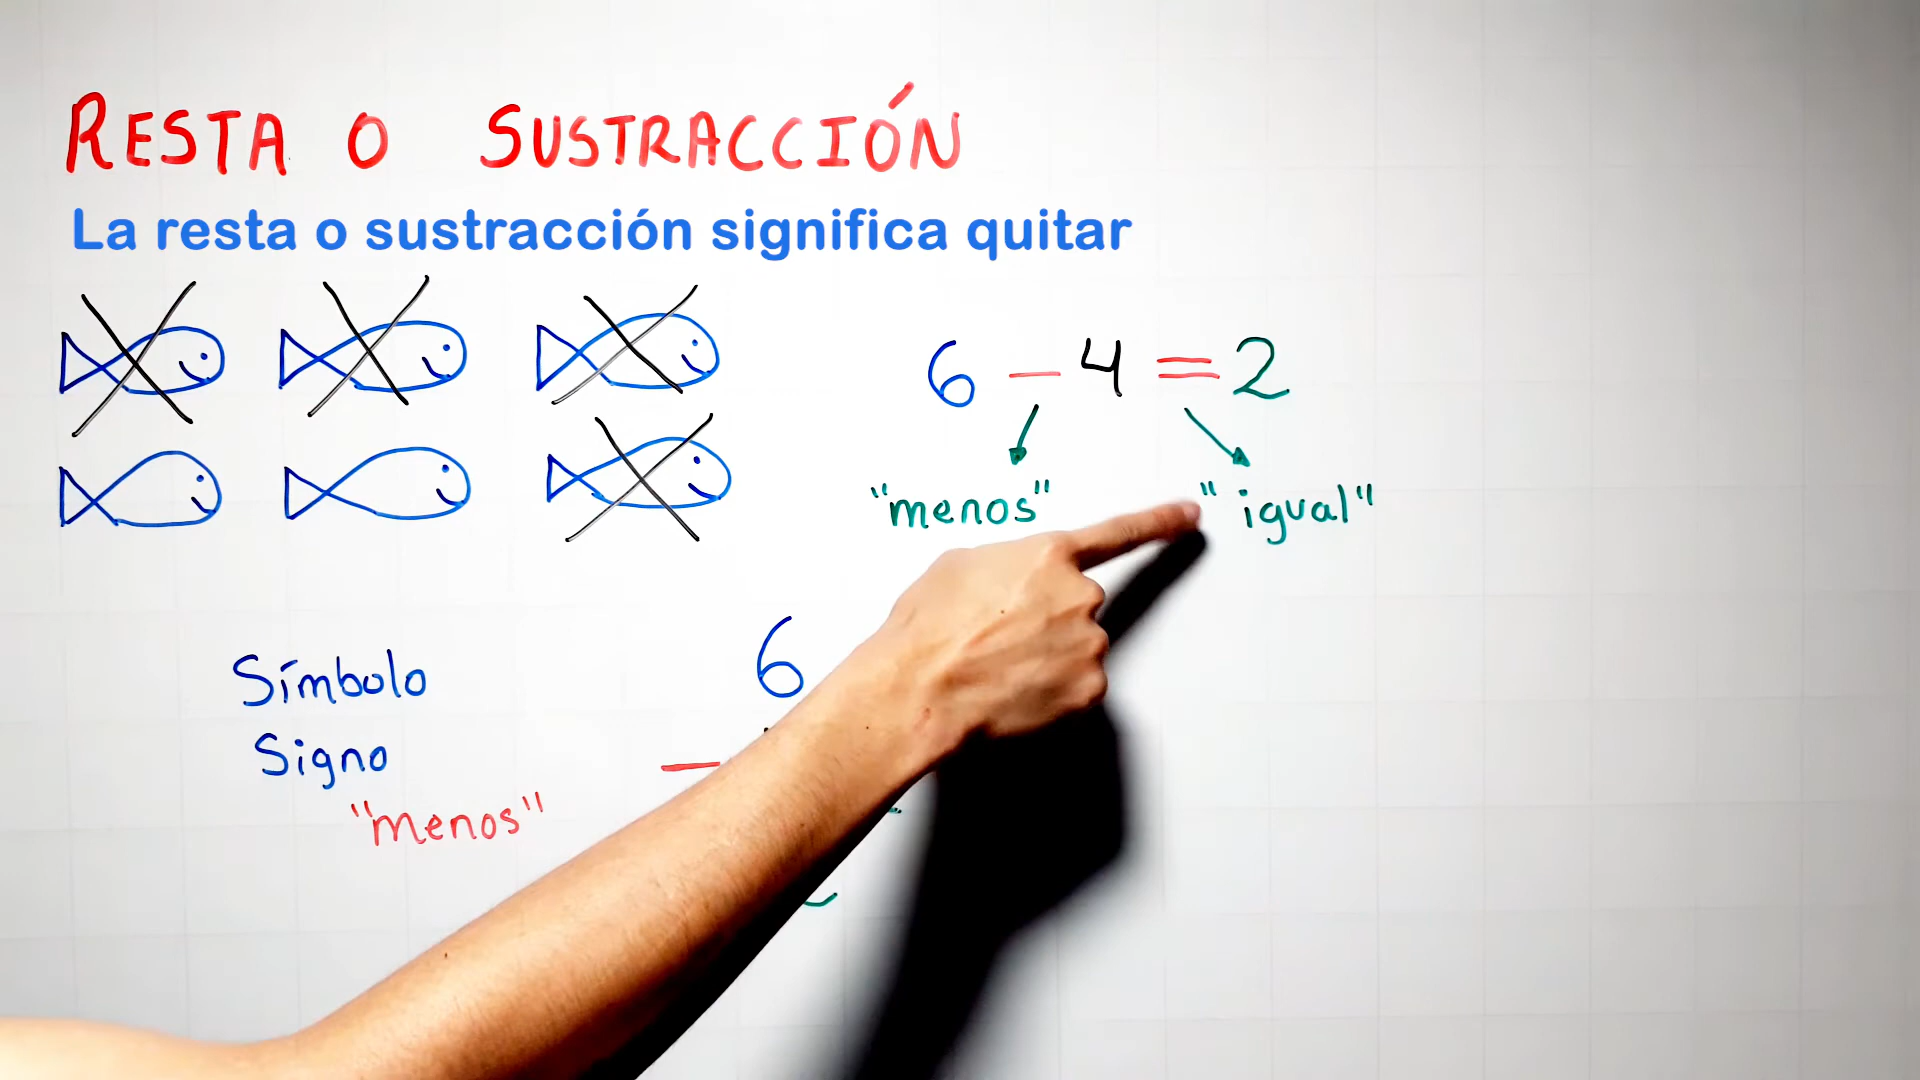 RESTA O SUSTRACCIÓN
La resta o sustracción significa quitar
6 – 4 = 2
"menos" "igual"
Símbolo
Signo
"menos"
6
–